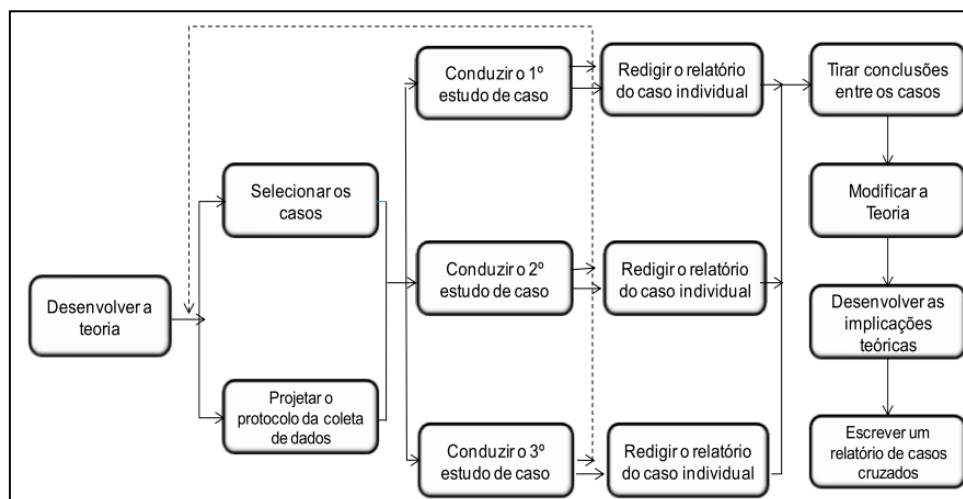 Desenvolver a
teoria
Selecionar os
casos
Projetar o
protocolo da coleta
de dados
Conduzir o 1º
estudo de caso
Conduzir o 2º
estudo de caso
Conduzir o 3º
estudo de caso
Redigir o relatório
do caso individual
Redigir o relatório
do caso individual
Redigir o relatório
do caso individual
Tirar conclusões
entre os casos
Modificar a
Teoria
Desenvolver as
implicações
teóricas
Escrever um
relatório de casos
cruzados